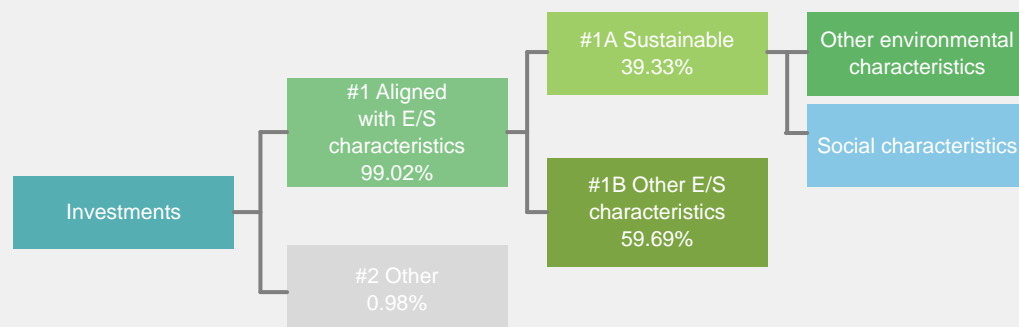 #1A Sustainable
39.33%
Other environmental
characteristics
#1 Aligned
with E/S
characteristics
99.02%
Social characteristics
#1B Other E/S
characteristics
59.69%
Investments
#2 Other
0.98%